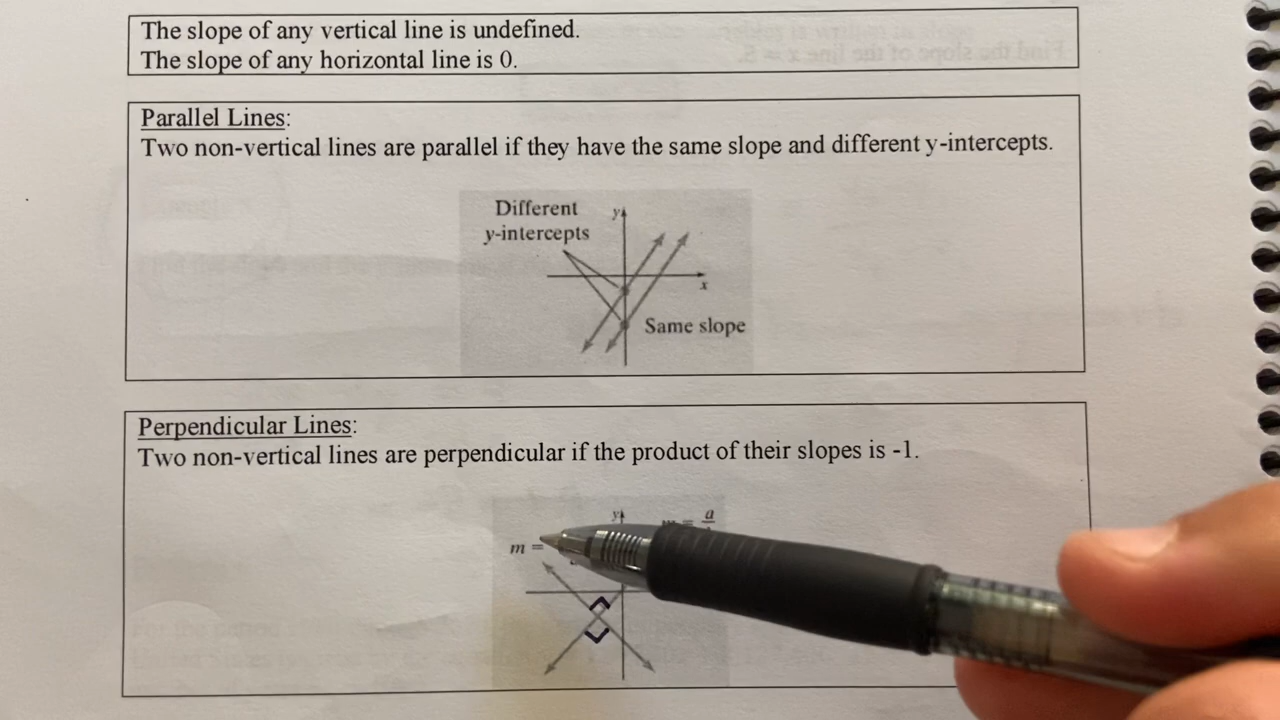 The slope of any vertical line is undefined.
The slope of any horizontal line is 0.
Parallel Lines:
Two non-vertical lines are parallel if they have the same slope and different y-intercepts.
Different
y-intercepts
y
x
Same slope
Perpendicular Lines:
Two non-vertical lines are perpendicular if the product of their slopes is -1.
y
a
m =